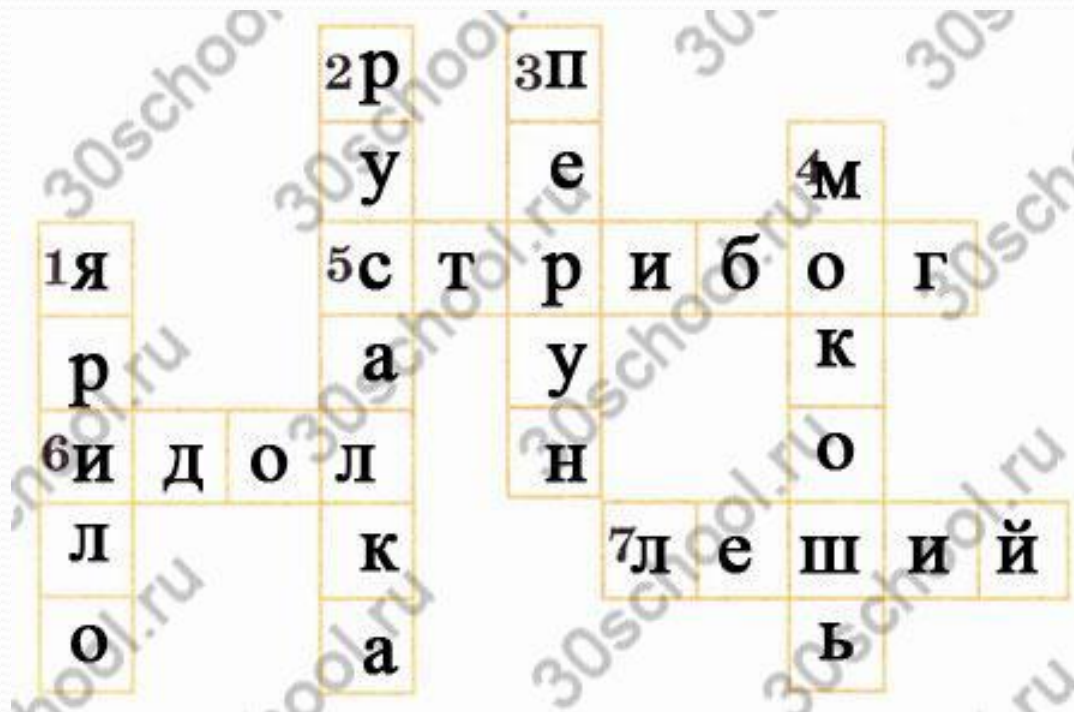 2р 3п
у е 4м
1я 5с т р и б о г
р а у к
6и д о л н о
л к 7л е ш и й
о а ь
30school.ru